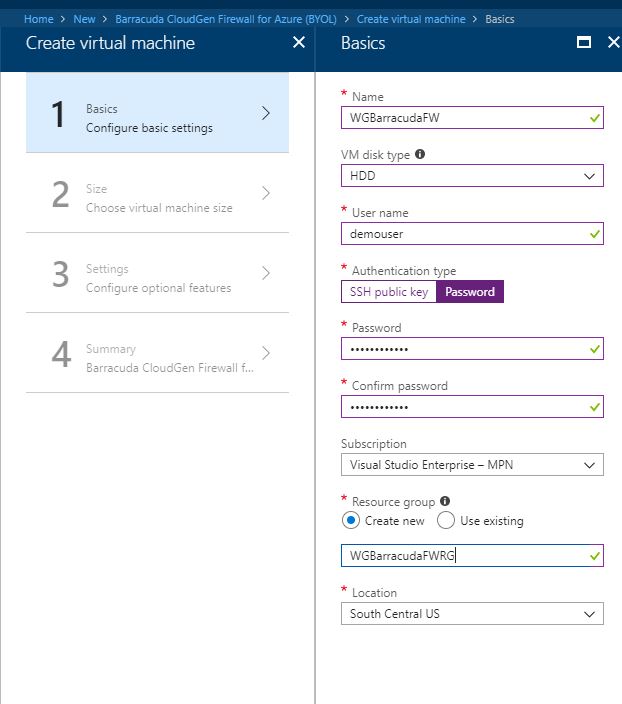 Home > New > Barracuda CloudGen Firewall for Azure (BYOL) > Create virtual machine > Basics
Create virtual machine
1
Basics
Configure basic settings
2
Size
Choose virtual machine size
3
Settings
Configure optional features
4
Summary
Barracuda CloudGen Firewall f...
Basics
* Name
WGBarracudaFW
VM disk type
HDD
* User name
demouser
* Authentication type
SSH public key Password
* Password
••••••••••••
* Confirm password
••••••••••••
Subscription
Visual Studio Enterprise – MPN
* Resource group
Create new Use existing
WGBarracudaFWRG
* Location
South Central US